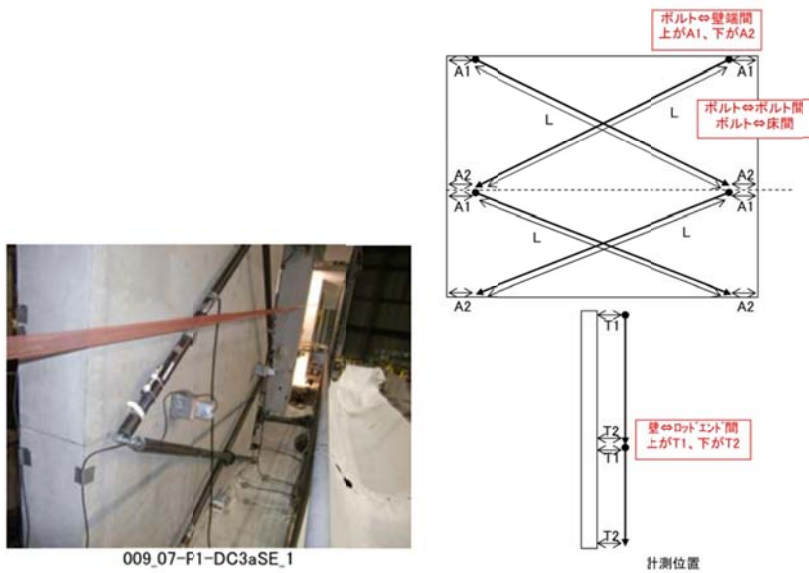 ボルト⇔壁端間
上がA1、下がA2
A1
A1
ボルト⇔ボルト間
ボルト⇔床間
L
L
A2
A2
A1
A1
L
L
A2
A2
T1
壁⇔ロッドエンド間
上がT1、下がT2
T2
T1
T2
009_07-P1-DC3aSE_1
計測位置